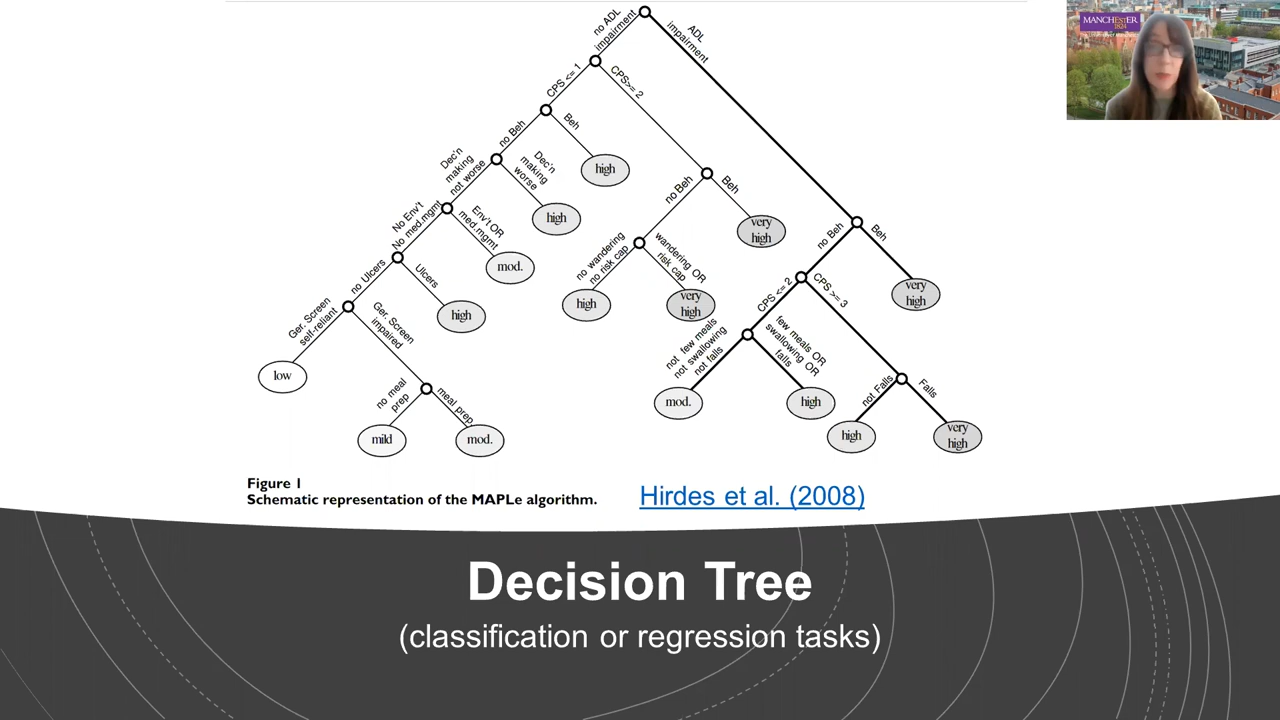 MANCHESTER
1824
no ADL
impairment
ADL
impairment
CPS <= 1
CPS>= 2
no Beh
Beh
high
Dec'n
making
not worse
Dec'n
making
worse
high
no Beh
Beh
very
high
No Env't
No med.mgmt
Env't OR
med.mgmt
mod.
no wandering
no risk cap
wandering OR
risk cap
high
very
high
no Beh
Beh
very
high
no Ulcers
Ulcers
high
CPS <= 2
CPS >= 3
Ger. Screen
self-reliant
Ger. Screen
impaired
low
not few meals
not swallowing
not falls
few meals OR
swallowing OR
falls
mod.
high
no meal
prep
meal prep.
mild
mod.
not Falls
Falls
high
very
high
Figure 1
Schematic representation of the MAPLe algorithm.
Hirdes et al. (2008)
Decision Tree
(classification or regression tasks)